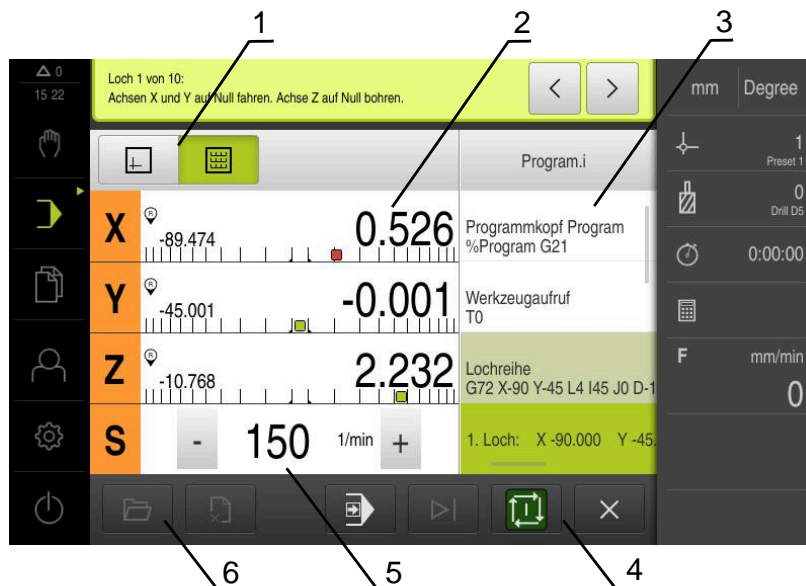 1
2
3
0
15 22
Loch 1 von 10:
Achsen X und Y auf Null fahren. Achse Z auf Null bohren.
< >
mm Degree
1
Preset 1
0
Drill D5
0:00:00
F mm/min
0
Program.i
X R -89.474 0.526
Programmkopf Program
%Program G21
Y R -45.001 -0.001
Werkzeugaufruf
T0
Z R -10.768 2.232
Lochreihe
G72 X-90 Y-45 L4 I45 J0 D-1
S - 150 1/min +
1. Loch: X -90.000 Y -45.
I
6
5
4